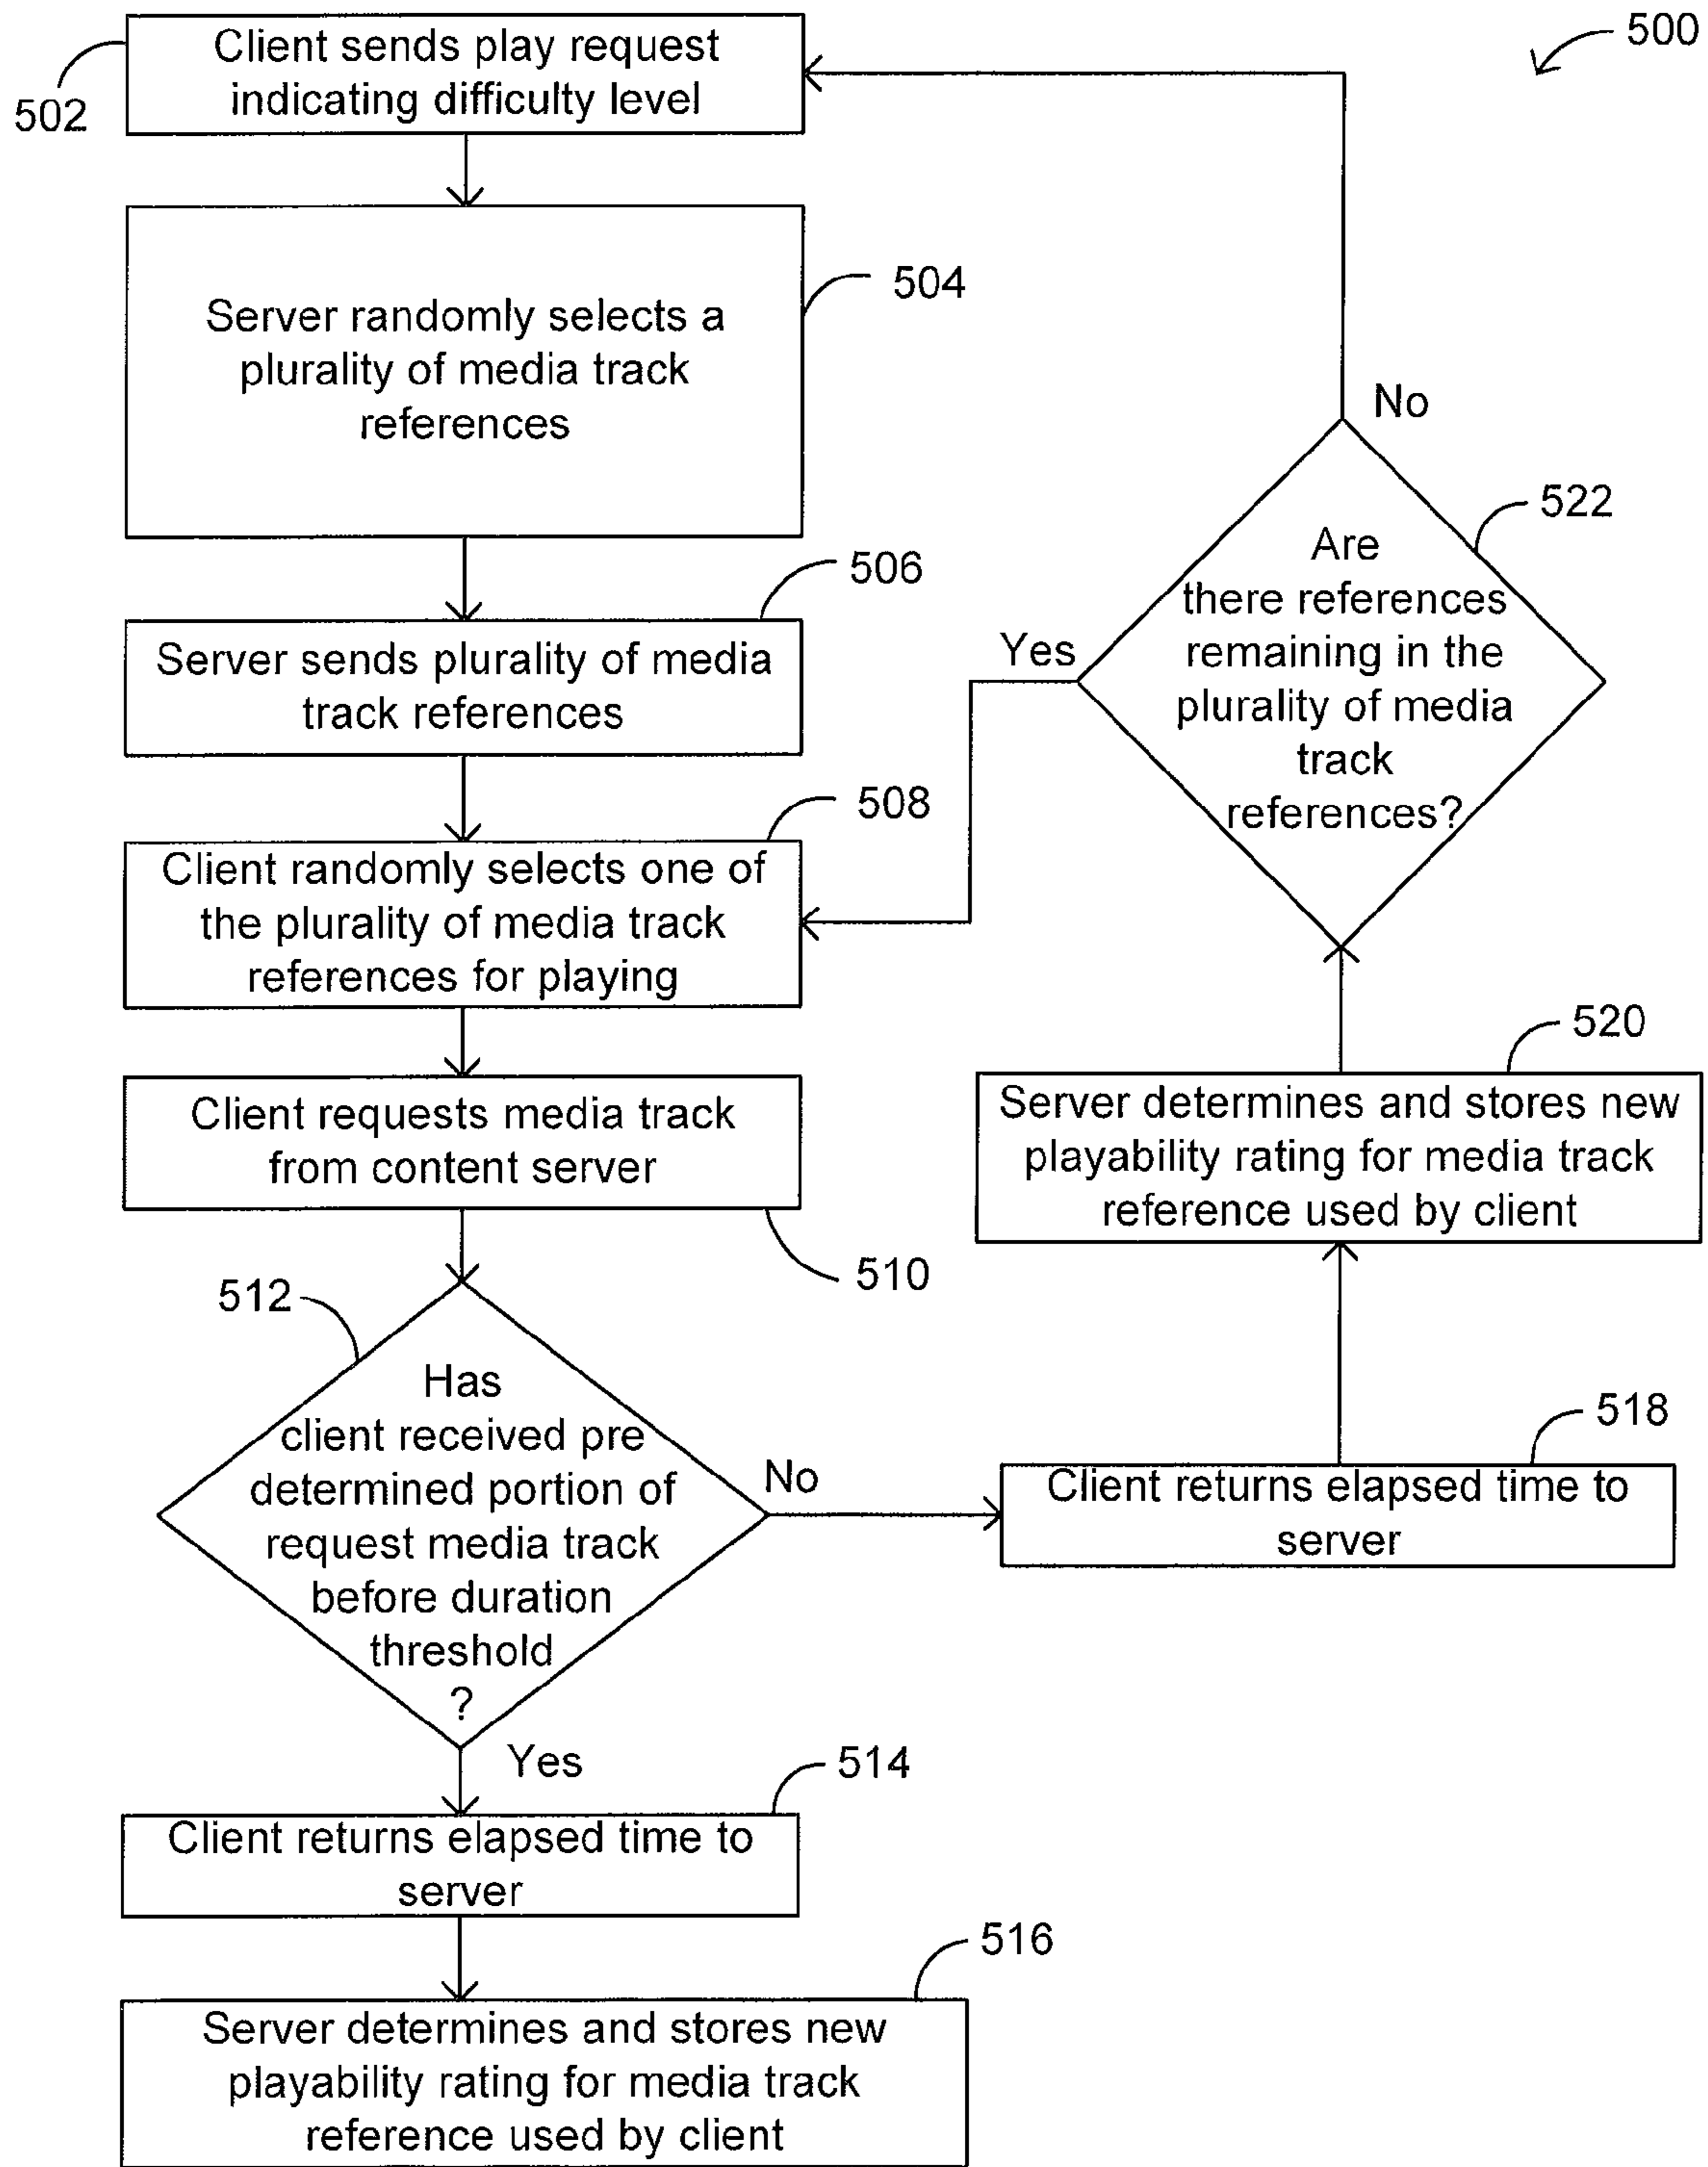 500
Client sends play request
indicating difficulty level
502
Server randomly selects a
plurality of media track
references
504
Server sends plurality of media
track references
506
Client randomly selects one of
the plurality of media track
references for playing
508
Client requests media track
from content server
510
512
Has
client received pre
determined portion of
request media track
before duration
threshold
?
No
Yes
Client returns elapsed time to
server
514
Server determines and stores new
playability rating for media track
reference used by client
516
Client returns elapsed time to
server
518
Server determines and stores new
playability rating for media track
reference used by client
520
Are
there references
remaining in the
plurality of media
track
references?
522
Yes
No